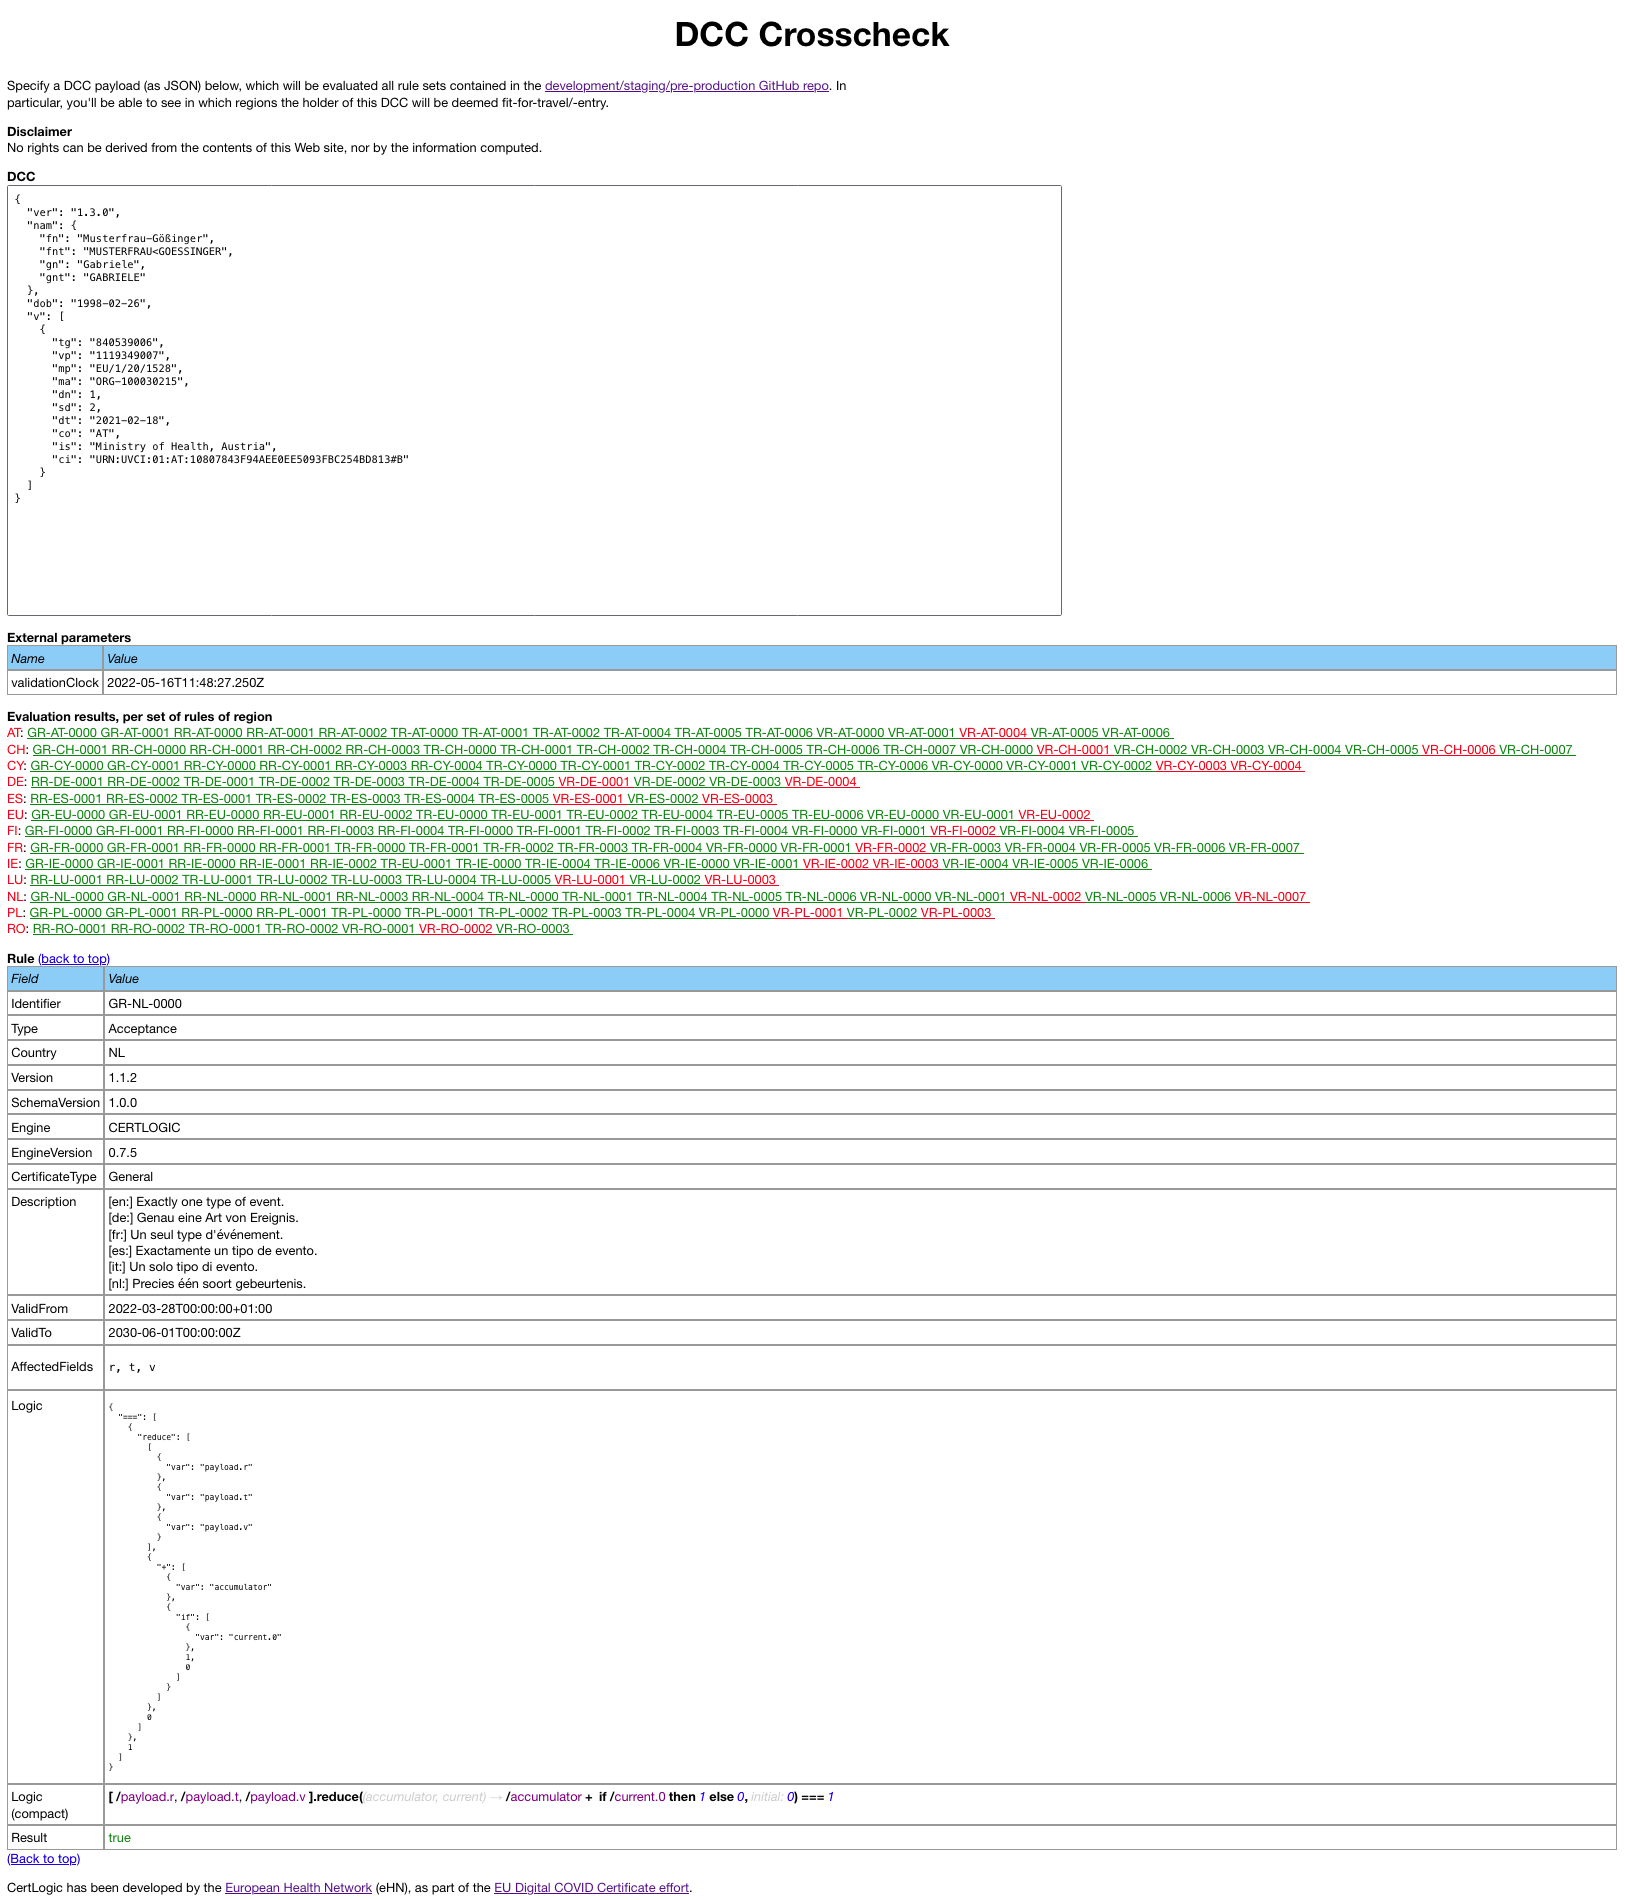 DCC Crosscheck
Specify a DCC payload (as JSON) below, which will be evaluated all rule sets contained in the development/staging/pre-production GitHub repo. In
particular, you'll be able to see in which regions the holder of this DCC will be deemed fit-for-travel/-entry.
Disclaimer
No rights can be derived from the contents of this Web site, nor by the information computed.
DCC
{
"ver": "1.3.0",
"nam": {
"fn": "Musterfrau-Gößinger",
"fnt": "MUSTERFRAU<GOESSINGER",
"gn": "Gabriele",
"gnt": "GABRIELE"
},
"dob": "1998-02-26",
"v": [
{
"tg": "840539006",
"vp": "1119349007",
"mp": "EU/1/20/1528",
"ma": "ORG-100030215",
"dn": 1,
"sd": 2,
"dt": "2021-02-18",
"co": "AT",
"is": "Ministry of Health, Austria",
"ci": "URN:UVCI:01:AT:10807843F94AEE0EE5093FBC254BD813#B"
}
]
}
External parameters
Name Value
validationClock 2022-05-16T11:48:27.250Z
Evaluation results, per set of rules of region
AT: GR-AT-0000 GR-AT-0001 RR-AT-0000 RR-AT-0001 RR-AT-0002 TR-AT-0000 TR-AT-0001 TR-AT-0002 TR-AT-0004 TR-AT-0005 TR-AT-0006 VR-AT-0000 VR-AT-0001 VR-AT-0004 VR-AT-0005 VR-AT-0006
CH: GR-CH-0001 RR-CH-0000 RR-CH-0001 RR-CH-0002 RR-CH-0003 TR-CH-0000 TR-CH-0001 TR-CH-0002 TR-CH-0004 TR-CH-0005 TR-CH-0006 TR-CH-0007 VR-CH-0000 VR-CH-0001 VR-CH-0002 VR-CH-0003 VR-CH-0004 VR-CH-0005 VR-CH-0006 VR-CH-0007
CY: GR-CY-0000 GR-CY-0001 RR-CY-0000 RR-CY-0001 RR-CY-0003 RR-CY-0004 TR-CY-0000 TR-CY-0001 TR-CY-0002 TR-CY-0004 TR-CY-0005 TR-CY-0006 VR-CY-0000 VR-CY-0001 VR-CY-0002 VR-CY-0003 VR-CY-0004
DE: RR-DE-0001 RR-DE-0002 TR-DE-0001 TR-DE-0002 TR-DE-0003 TR-DE-0004 TR-DE-0005 VR-DE-0001 VR-DE-0002 VR-DE-0003 VR-DE-0004
ES: RR-ES-0001 RR-ES-0002 TR-ES-0001 TR-ES-0002 TR-ES-0003 TR-ES-0004 TR-ES-0005 VR-ES-0001 VR-ES-0002 VR-ES-0003
EU: GR-EU-0000 GR-EU-0001 RR-EU-0000 RR-EU-0001 RR-EU-0002 TR-EU-0000 TR-EU-0001 TR-EU-0002 TR-EU-0004 TR-EU-0005 TR-EU-0006 VR-EU-0000 VR-EU-0001 VR-EU-0002
FI: GR-FI-0000 GR-FI-0001 RR-FI-0000 RR-FI-0001 RR-FI-0003 RR-FI-0004 TR-FI-0000 TR-FI-0001 TR-FI-0002 TR-FI-0003 TR-FI-0004 VR-FI-0000 VR-FI-0001 VR-FI-0002 VR-FI-0004 VR-FI-0005
FR: GR-FR-0000 GR-FR-0001 RR-FR-0000 RR-FR-0001 TR-FR-0000 TR-FR-0001 TR-FR-0002 TR-FR-0003 TR-FR-0004 VR-FR-0000 VR-FR-0001 VR-FR-0002 VR-FR-0003 VR-FR-0004 VR-FR-0005 VR-FR-0006 VR-FR-0007
IE: GR-IE-0000 GR-IE-0001 RR-IE-0000 RR-IE-0001 RR-IE-0002 TR-EU-0001 TR-IE-0000 TR-IE-0004 TR-IE-0006 VR-IE-0000 VR-IE-0001 VR-IE-0002 VR-IE-0003 VR-IE-0004 VR-IE-0005 VR-IE-0006
LU: RR-LU-0001 RR-LU-0002 TR-LU-0001 TR-LU-0002 TR-LU-0003 TR-LU-0004 TR-LU-0005 VR-LU-0001 VR-LU-0002 VR-LU-0003
NL: GR-NL-0000 GR-NL-0001 RR-NL-0000 RR-NL-0001 RR-NL-0003 RR-NL-0004 TR-NL-0000 TR-NL-0001 TR-NL-0004 TR-NL-0005 TR-NL-0006 VR-NL-0000 VR-NL-0001 VR-NL-0002 VR-NL-0005 VR-NL-0006 VR-NL-0007
PL: GR-PL-0000 GR-PL-0001 RR-PL-0000 RR-PL-0001 TR-PL-0000 TR-PL-0001 TR-PL-0002 TR-PL-0003 TR-PL-0004 VR-PL-0000 VR-PL-0001 VR-PL-0002 VR-PL-0003
RO: RR-RO-0001 RR-RO-0002 TR-RO-0001 TR-RO-0002 VR-RO-0001 VR-RO-0002 VR-RO-0003
Rule (back to top)
Field Value
Identifier GR-NL-0000
Type Acceptance
Country NL
Version 1.1.2
SchemaVersion 1.0.0
Engine CERTLOGIC
EngineVersion 0.7.5
CertificateType General
Description [en:] Exactly one type of event.
[de:] Genau eine Art von Ereignis.
[fr:] Un seul type d'événement.
[es:] Exactamente un tipo de evento.
[it:] Un solo tipo di evento.
[nl:] Precies één soort gebeurtenis.
ValidFrom 2022-03-28T00:00:00+01:00
ValidTo 2030-06-01T00:00:00Z
AffectedFields r, t, v
Logic {
"===": [
{
"reduce": [
[
{
"var": "payload.r"
},
{
"var": "payload.t"
},
{
"var": "payload.v"
}
],
{
"+": [
{
"var": "accumulator"
},
{
"if": [
{
"var": "current.0"
},
1,
0
]
}
]
},
0
]
},
1
]
}
Logic (compact) [ /payload.r, /payload.t, /payload.v ].reduce((accumulator, current) → /accumulator + if /current.0 then 1 else 0, initial: 0) === 1
Result true
(Back to top)
CertLogic has been developed by the European Health Network (eHN), as part of the EU Digital COVID Certificate effort.